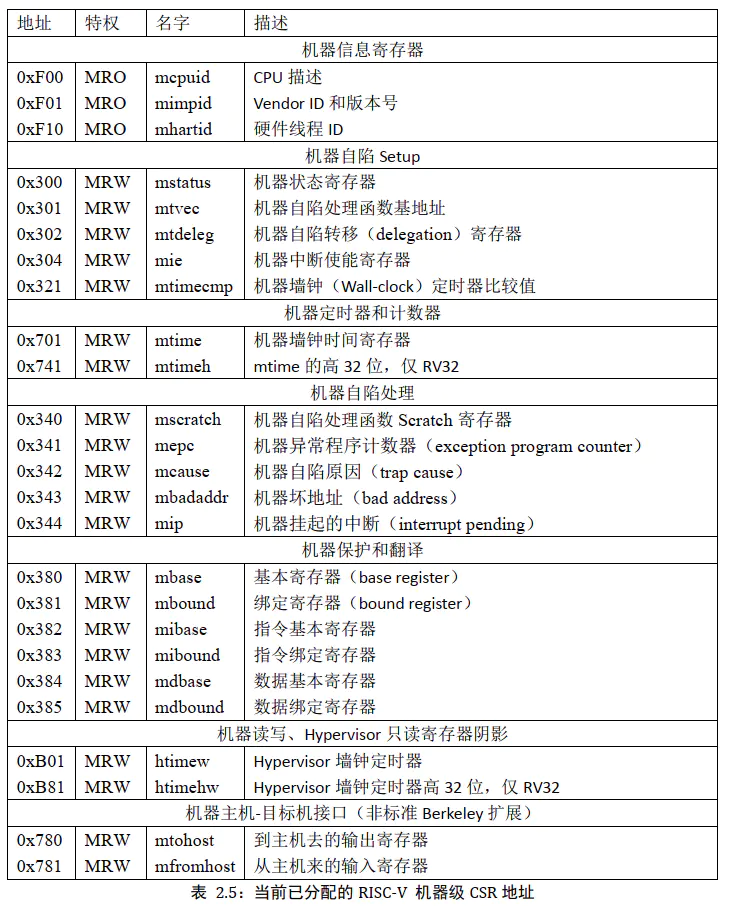 地址 特权 名字 描述
机器信息寄存器
0xF00 MRO mcpuid CPU 描述
0xF01 MRO mimpid Vendor ID 和版本号
0xF10 MRO mhartid 硬件线程 ID
机器自陷 Setup
0x300 MRW mstatus 机器状态寄存器
0x301 MRW mtvec 机器自陷处理函数基地址
0x302 MRW mtdeleg 机器自陷转移（delegation）寄存器
0x304 MRW mie 机器中断使能寄存器
0x321 MRW mtimecmp 机器墙钟（Wall-clock）定时器比较值
机器定时器和计数器
0x701 MRW mtime 机器墙钟时间寄存器
0x741 MRW mtimeh mtime 的高 32 位，仅 RV32
机器自陷处理
0x340 MRW mscratch 机器自陷处理函数 Scratch 寄存器
0x341 MRW mepc 机器异常程序计数器（exception program counter）
0x342 MRW mcause 机器自陷原因（trap cause）
0x343 MRW mbadaddr 机器坏地址（bad address）
0x344 MRW mip 机器挂起的中断（interrupt pending）
机器保护和翻译
0x380 MRW mbase 基本寄存器（base register）
0x381 MRW mbound 绑定寄存器（bound register）
0x382 MRW mibase 指令基本寄存器
0x383 MRW mibound 指令绑定寄存器
0x384 MRW mdbase 数据基本寄存器
0x385 MRW mdbound 数据绑定寄存器
机器读写、Hypervisor 只读寄存器阴影
0xB01 MRW htimew Hypervisor 墙钟定时器
0xB81 MRW htimehw Hypervisor 墙钟定时器高 32 位，仅 RV32
机器主机-目标机接口（非标准 Berkeley 扩展）
0x780 MRW mtohost 到主机去的输出寄存器
0x781 MRW mfromhost 从主机来的输入寄存器
表 2.5：当前已分配的 RISC-V 机器级 CSR 地址